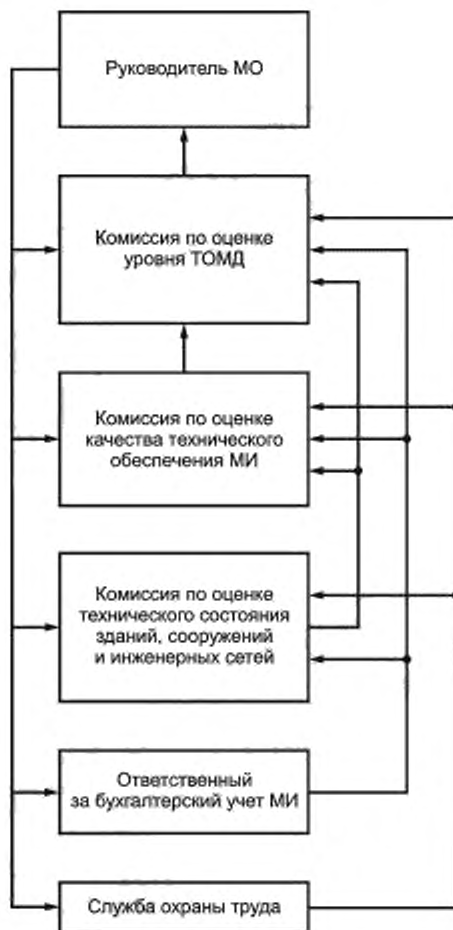 Руководитель МО
Комиссия по оценке
уровня ТОМД
Комиссия по оценке
качества технического
обеспечения МИ
Комиссия по оценке
технического состояния
зданий, сооружений
и инженерных сетей
Ответственный
за бухгалтерский учет МИ
Служба охраны труда